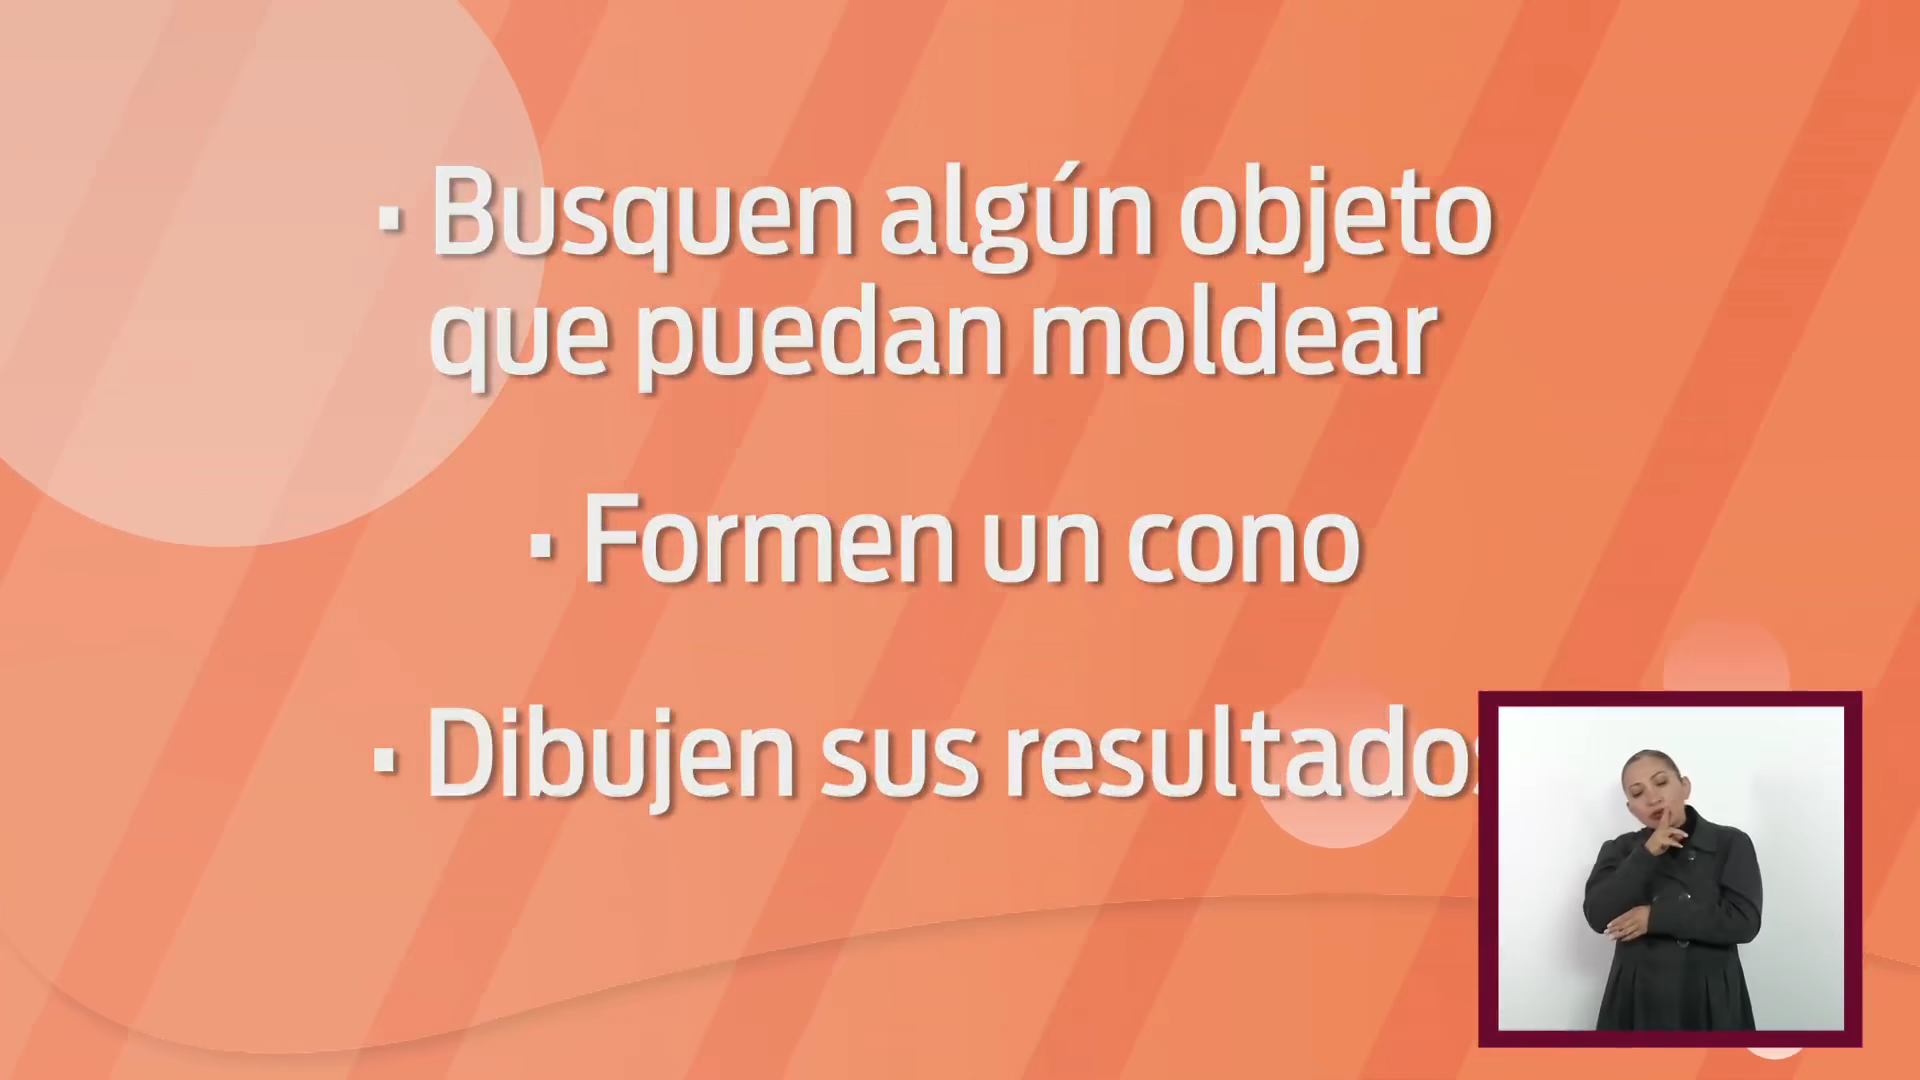 · Busquen algún objeto
que puedan moldear
· Formen un cono
· Dibujen sus resultados